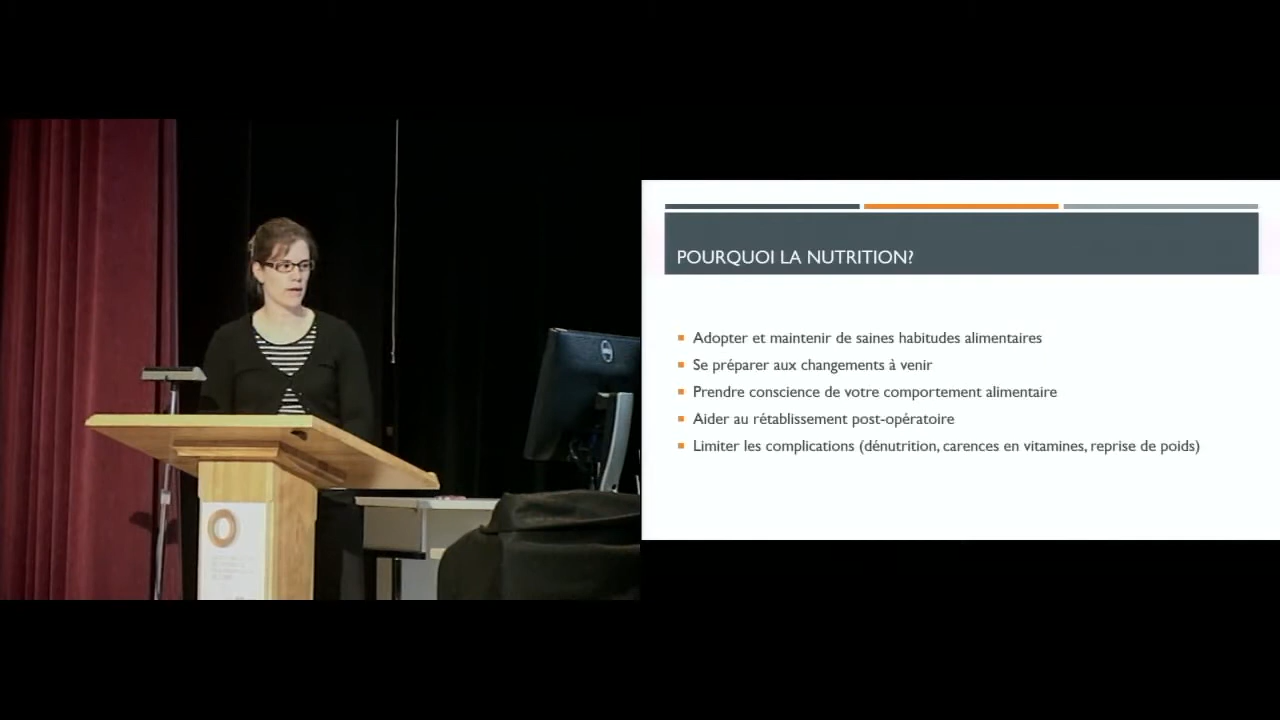 POURQUOI LA NUTRITION?
Adopter et maintenir de saines habitudes alimentaires
Se préparer aux changements à venir
Prendre conscience de votre comportement alimentaire
Aider au rétablissement post-opératoire
Limiter les complications (dénutrition, carences en vitamines, reprise de poids)